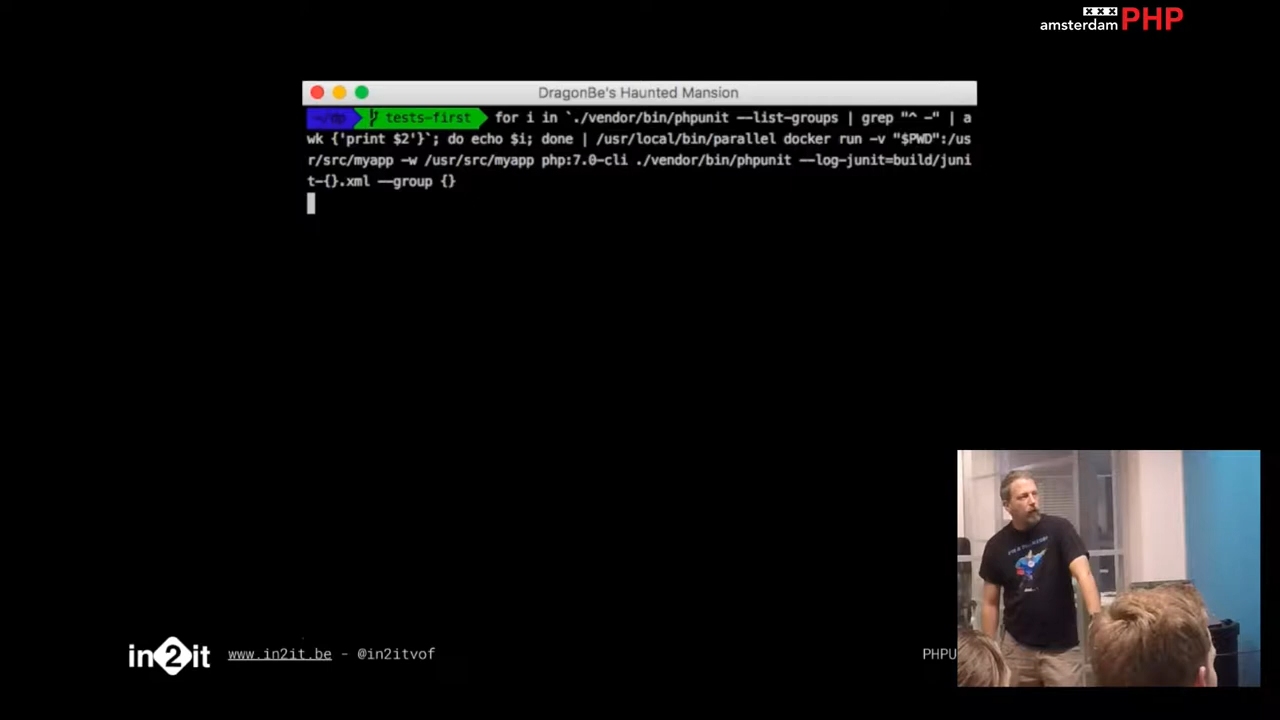 amsterdamPHP
DragonBe's Haunted Mansion
tests-first for i in `./vendor/bin/phpunit --list-groups | grep "^ -" | a
wk {'print $2'}`; do echo $i; done | /usr/local/bin/parallel docker run -v "$PWD":/us
r/src/myapp -w /usr/src/myapp php:7.0-cli ./vendor/bin/phpunit --log-junit=build/juni
t-{}.xml --group {}
in2it www.in2it.be - @in2itvof
PHPU